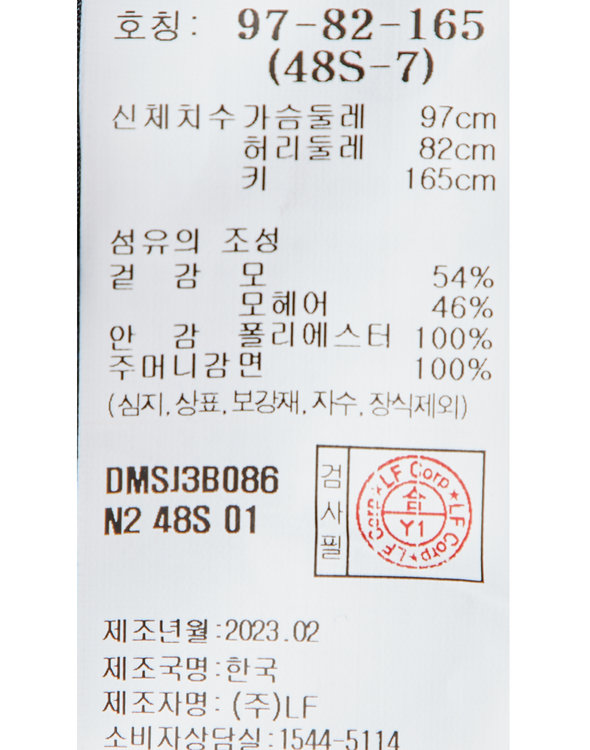 호칭: 97-82-165
(48S-7)
신체치수 가슴둘레 97cm
허리둘레 82cm
키 165cm
섬유의 조성
겉 감 모 54%
모헤어 46%
안 감 폴리에스터 100%
주머니감 면 100%
(심지,상표,보강재,자수,장식제외)
DMSJ3B086
N2 48S 01
검사필
LF Corp ★ LF Corp ★ LF Corp ★
합
Y1
제조년월:2023.02
제조국명:한국
제조자명: (주)LF
소비자상담실:1544-5114